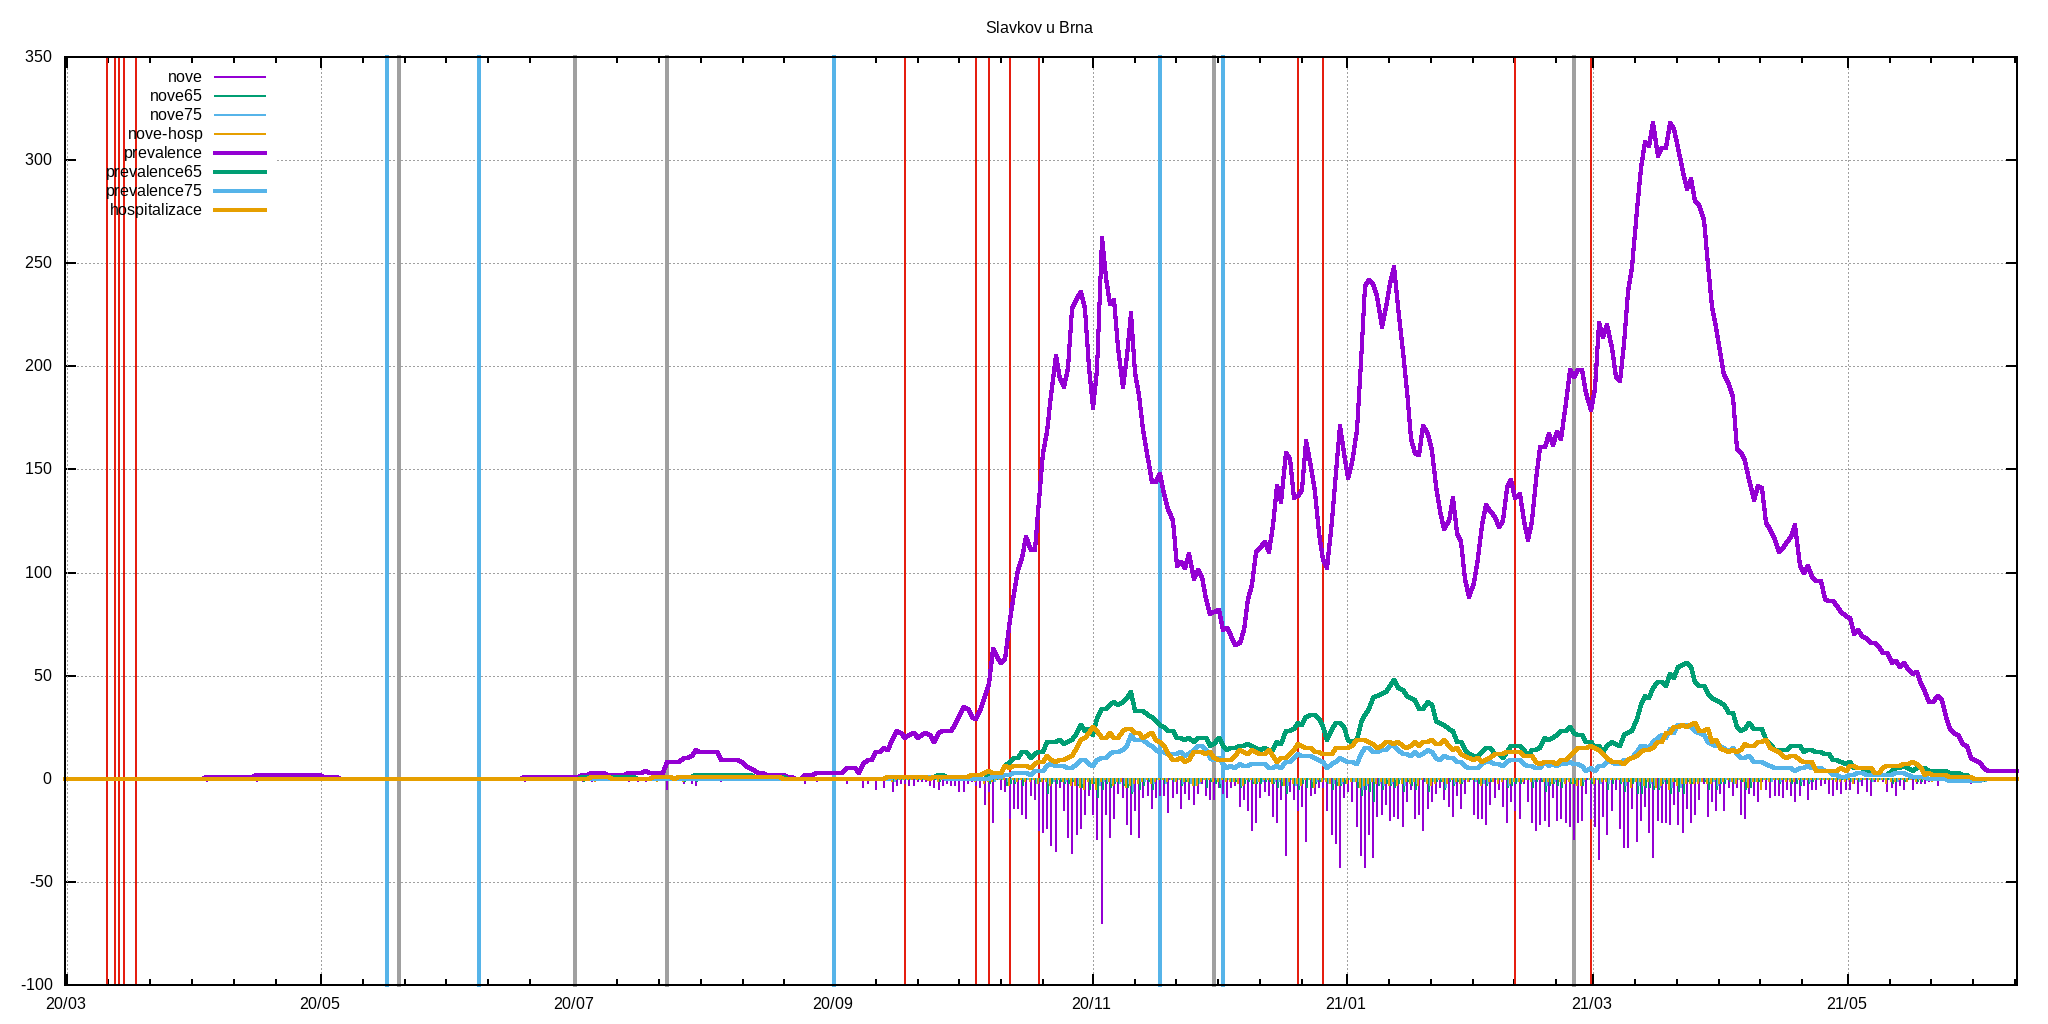 Slavkov u Brna
350
300
250
200
150
100
50
0
-50
-100
nove
nove65
nove75
nove-hosp
prevalence
prevalence65
prevalence75
hospitalizace
20/03 20/05 20/07 20/09 20/11 21/01 21/03 21/05